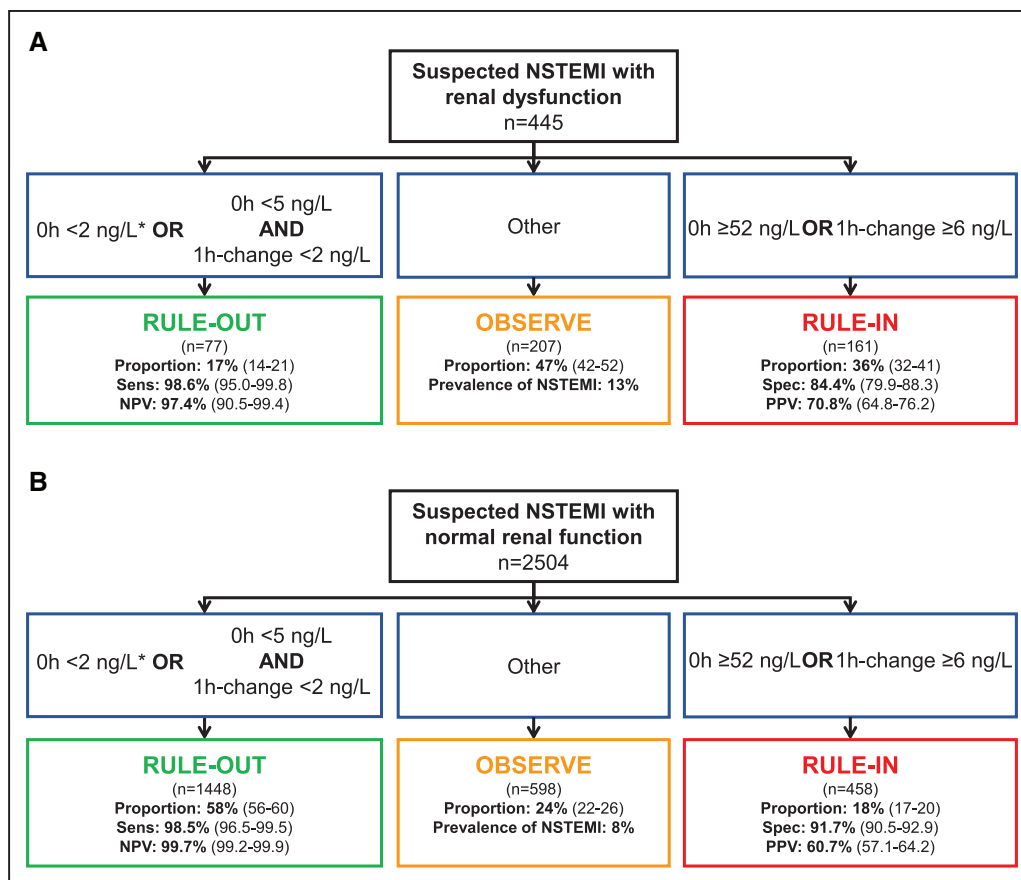 A
Suspected NSTEMI with
renal dysfunction
n=445
0h <2 ng/L* OR
0h <5 ng/L
AND
1h-change <2 ng/L
Other
0h ≥52 ng/L OR 1h-change ≥6 ng/L
RULE-OUT
(n=77)
Proportion: 17% (14-21)
Sens: 98.6% (95.0-99.8)
NPV: 97.4% (90.5-99.4)
OBSERVE
(n=207)
Proportion: 47% (42-52)
Prevalence of NSTEMI: 13%
RULE-IN
(n=161)
Proportion: 36% (32-41)
Spec: 84.4% (79.9-88.3)
PPV: 70.8% (64.8-76.2)
B
Suspected NSTEMI with
normal renal function
n=2504
0h <2 ng/L* OR
0h <5 ng/L
AND
1h-change <2 ng/L
Other
0h ≥52 ng/L OR 1h-change ≥6 ng/L
RULE-OUT
(n=1448)
Proportion: 58% (56-60)
Sens: 98.5% (96.5-99.5)
NPV: 99.7% (99.2-99.9)
OBSERVE
(n=598)
Proportion: 24% (22-26)
Prevalence of NSTEMI: 8%
RULE-IN
(n=458)
Proportion: 18% (17-20)
Spec: 91.7% (90.5-92.9)
PPV: 60.7% (57.1-64.2)